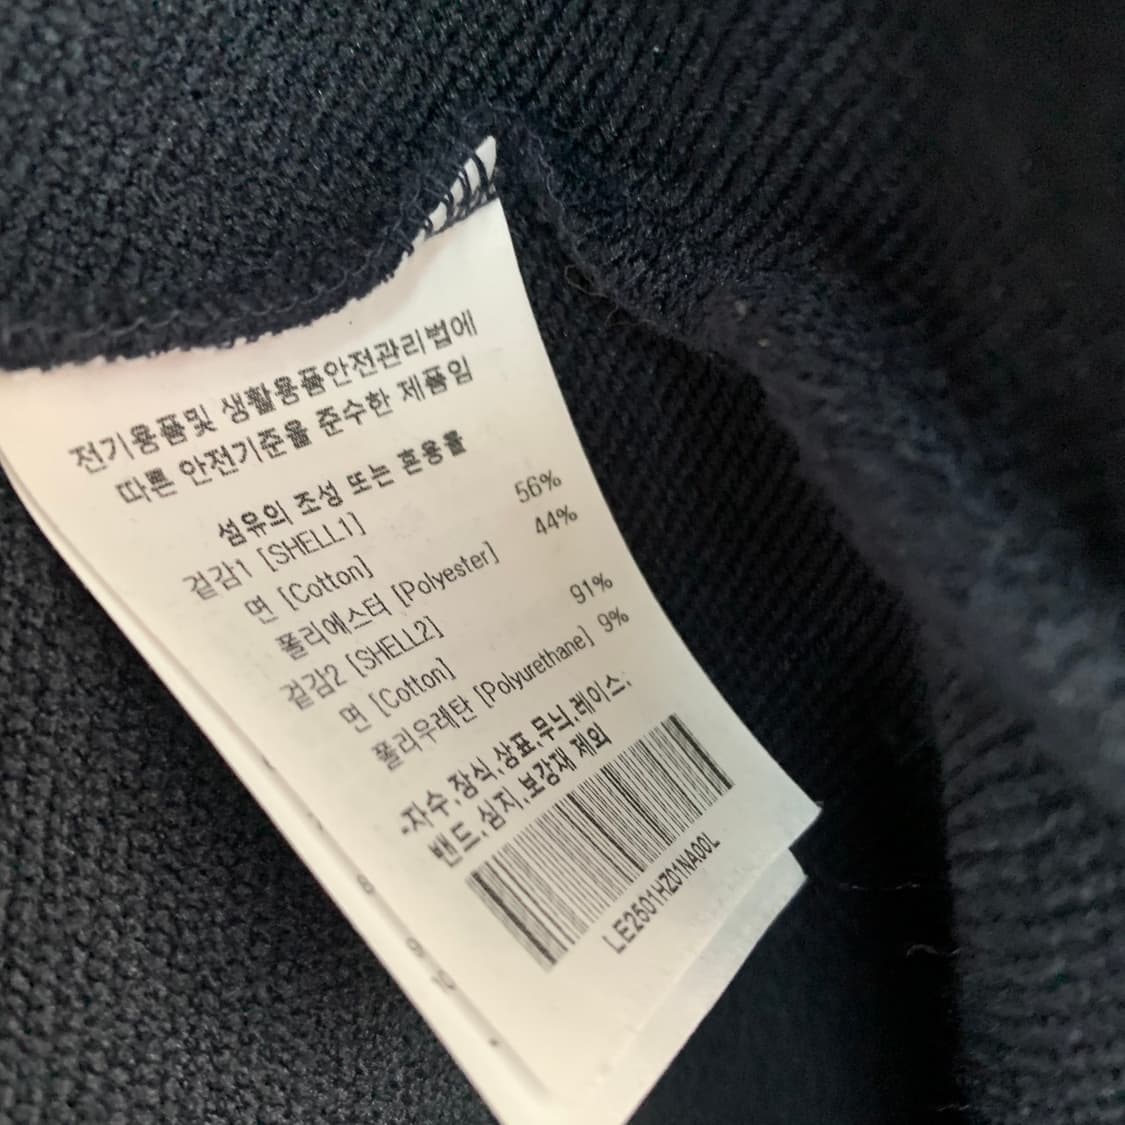 전기용품및 생활용품안전관리법에
따른 안전기준을 준수한 제품임
섬유의 조성 또는 혼용률
겉감1 [SHELL1]
면 [Cotton] 56%
폴리에스터 [Polyester] 44%
겉감2 [SHELL2]
면 [Cotton] 91%
폴리우레탄 [Polyurethane] 9%
*자수,장식,상표,무늬,레이스,
밴드,심지,보강재 제외
LE2501HZ01NA00L